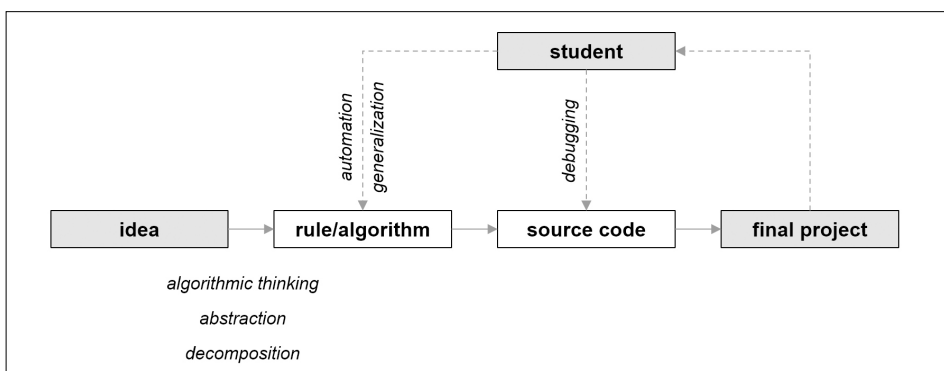 student
automation
generalization
debugging
idea
rule/algorithm
source code
final project
algorithmic thinking
abstraction
decomposition